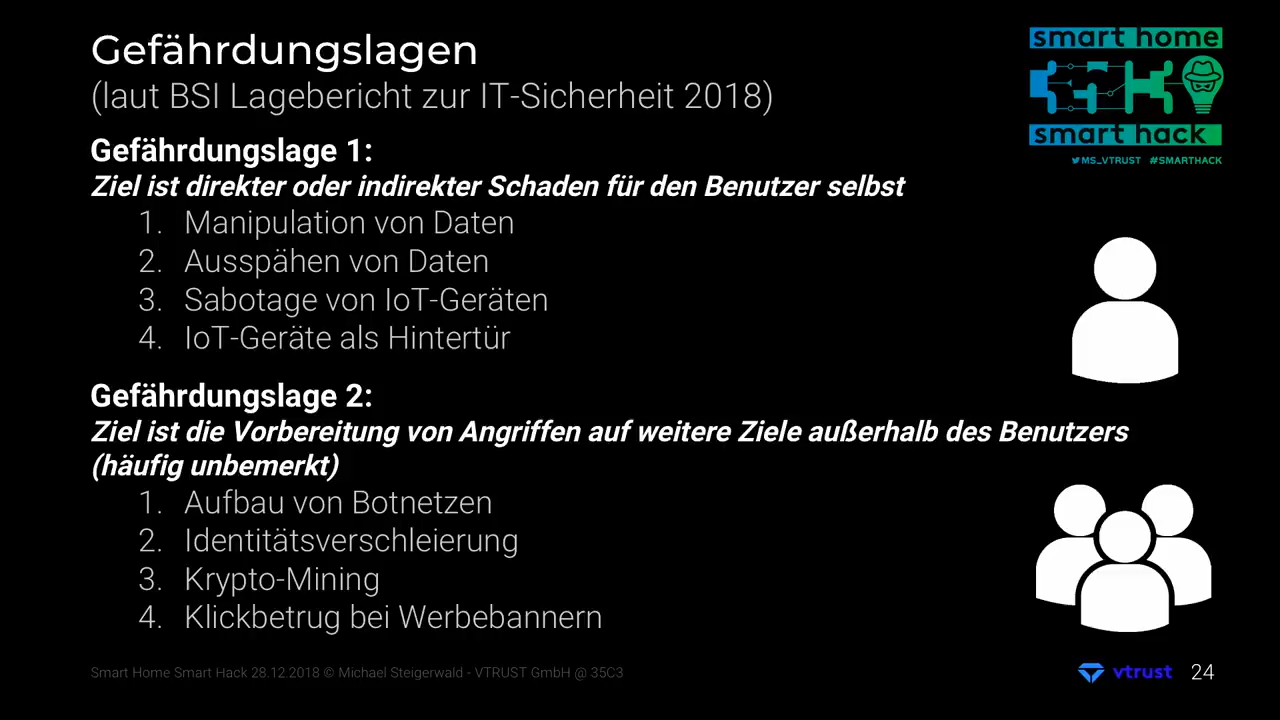 Gefährdungslagen
(laut BSI Lagebericht zur IT-Sicherheit 2018)
smart home
35C3
smart hack
MS_VTRUST #SMARTHACK
Gefährdungslage 1:
Ziel ist direkter oder indirekter Schaden für den Benutzer selbst
1. Manipulation von Daten
2. Ausspähen von Daten
3. Sabotage von IoT-Geräten
4. IoT-Geräte als Hintertür
Gefährdungslage 2:
Ziel ist die Vorbereitung von Angriffen auf weitere Ziele außerhalb des Benutzers
(häufig unbemerkt)
1. Aufbau von Botnetzen
2. Identitätsverschleierung
3. Krypto-Mining
4. Klickbetrug bei Werbebannern
Smart Home Smart Hack 28.12.2018 © Michael Steigerwald - VTRUST GmbH @ 35C3
vtrust 24